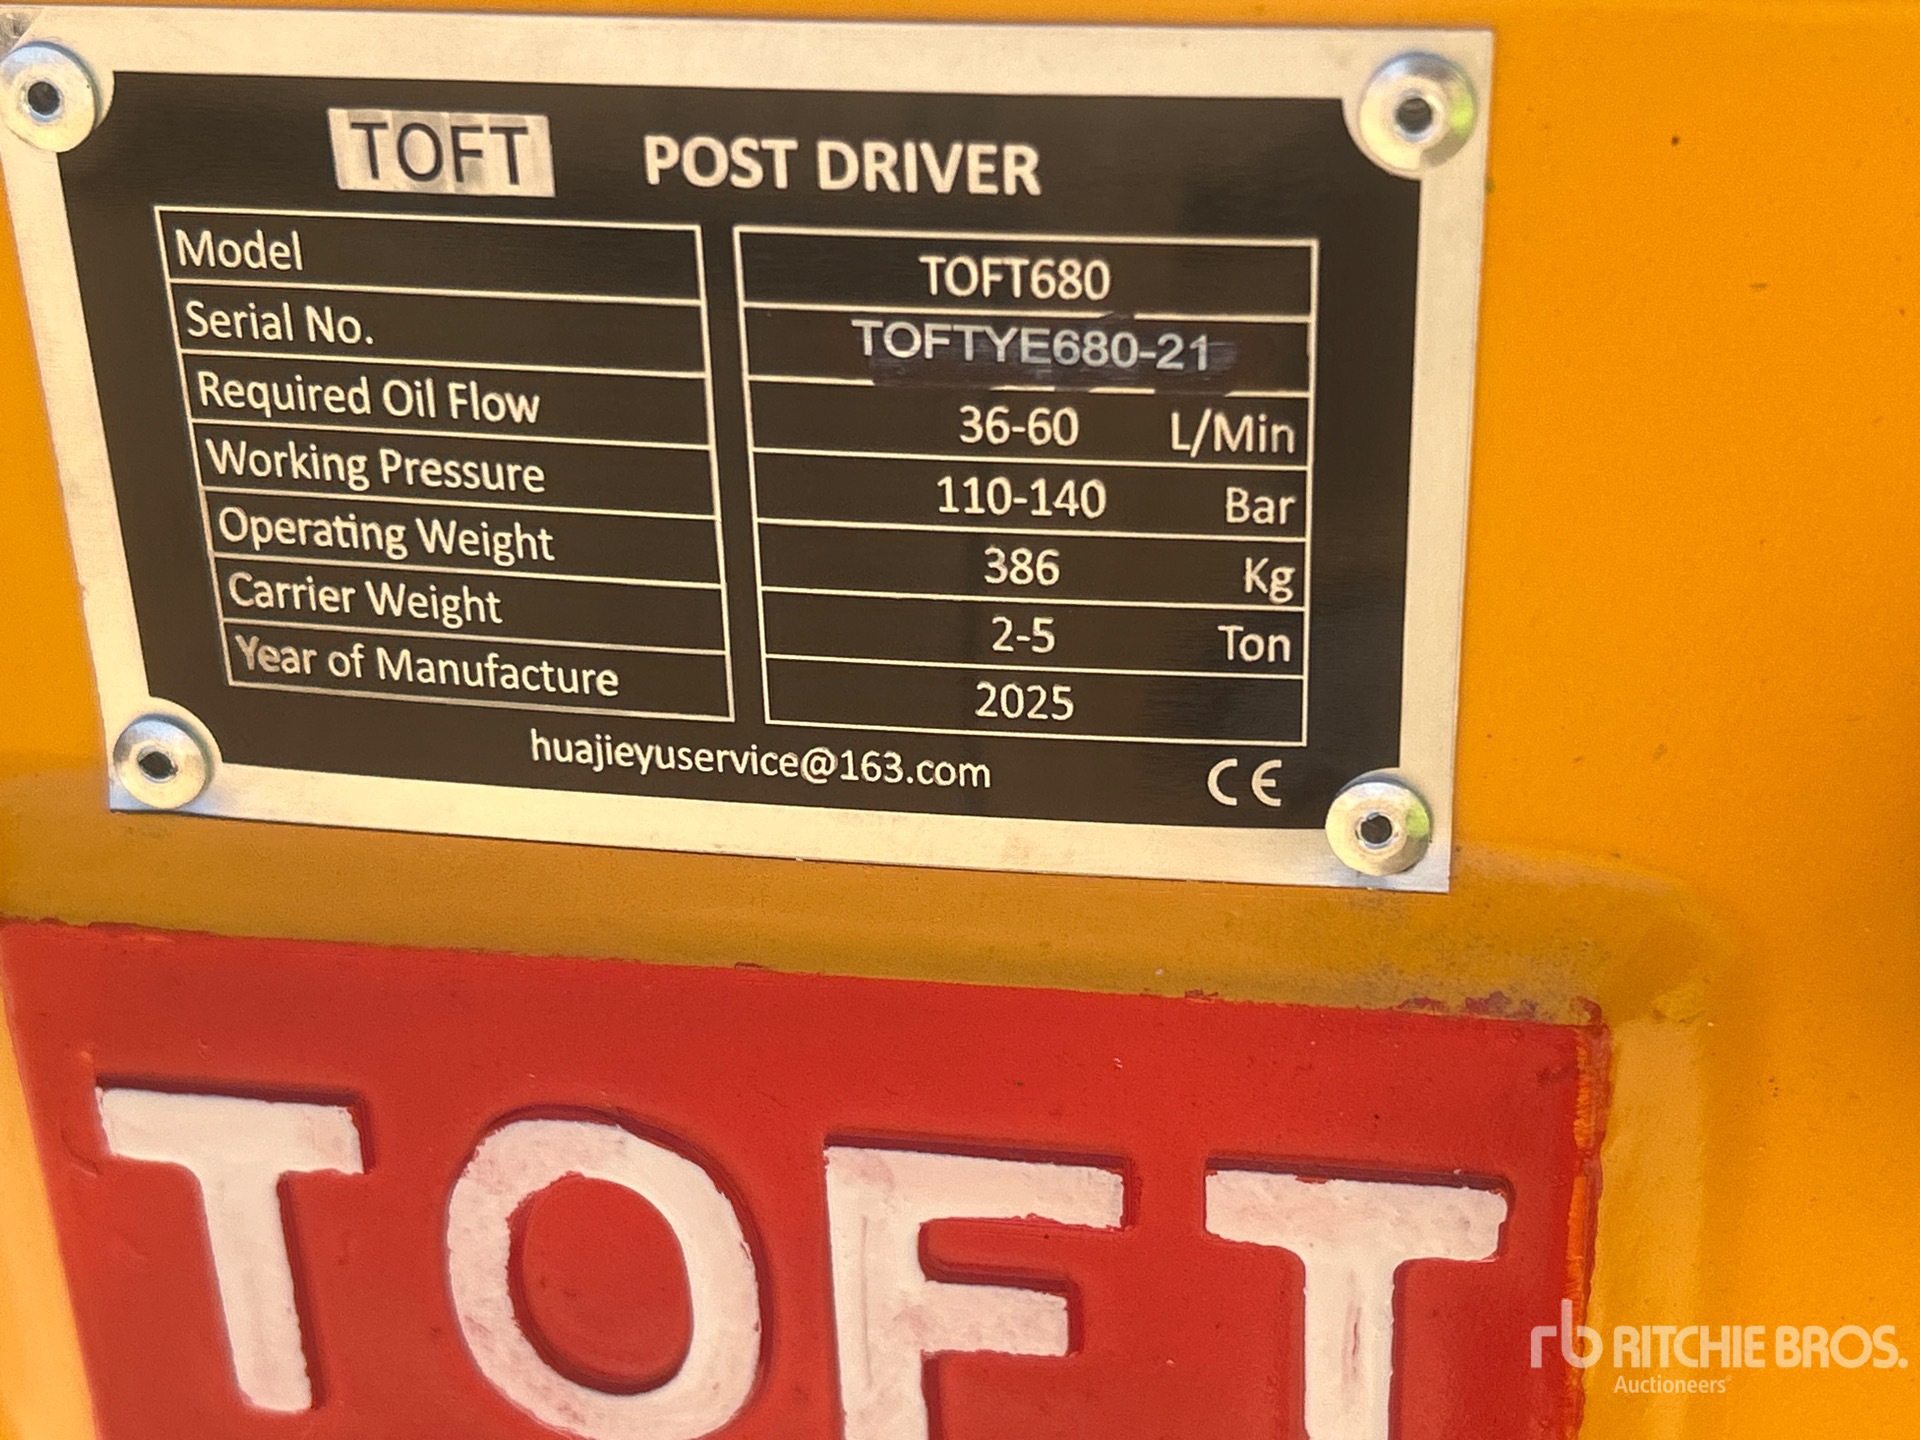 TOFT POST DRIVER
Model TOFT680
Serial No. TOFTYE680-21
Required Oil Flow 36-60 L/Min
Working Pressure 110-140 Bar
Operating Weight 386 Kg
Carrier Weight 2-5 Ton
Year of Manufacture 2025
huajieyuservice@163.com CE
TOFT
rb RITCHIE BROS.
Auctioneers